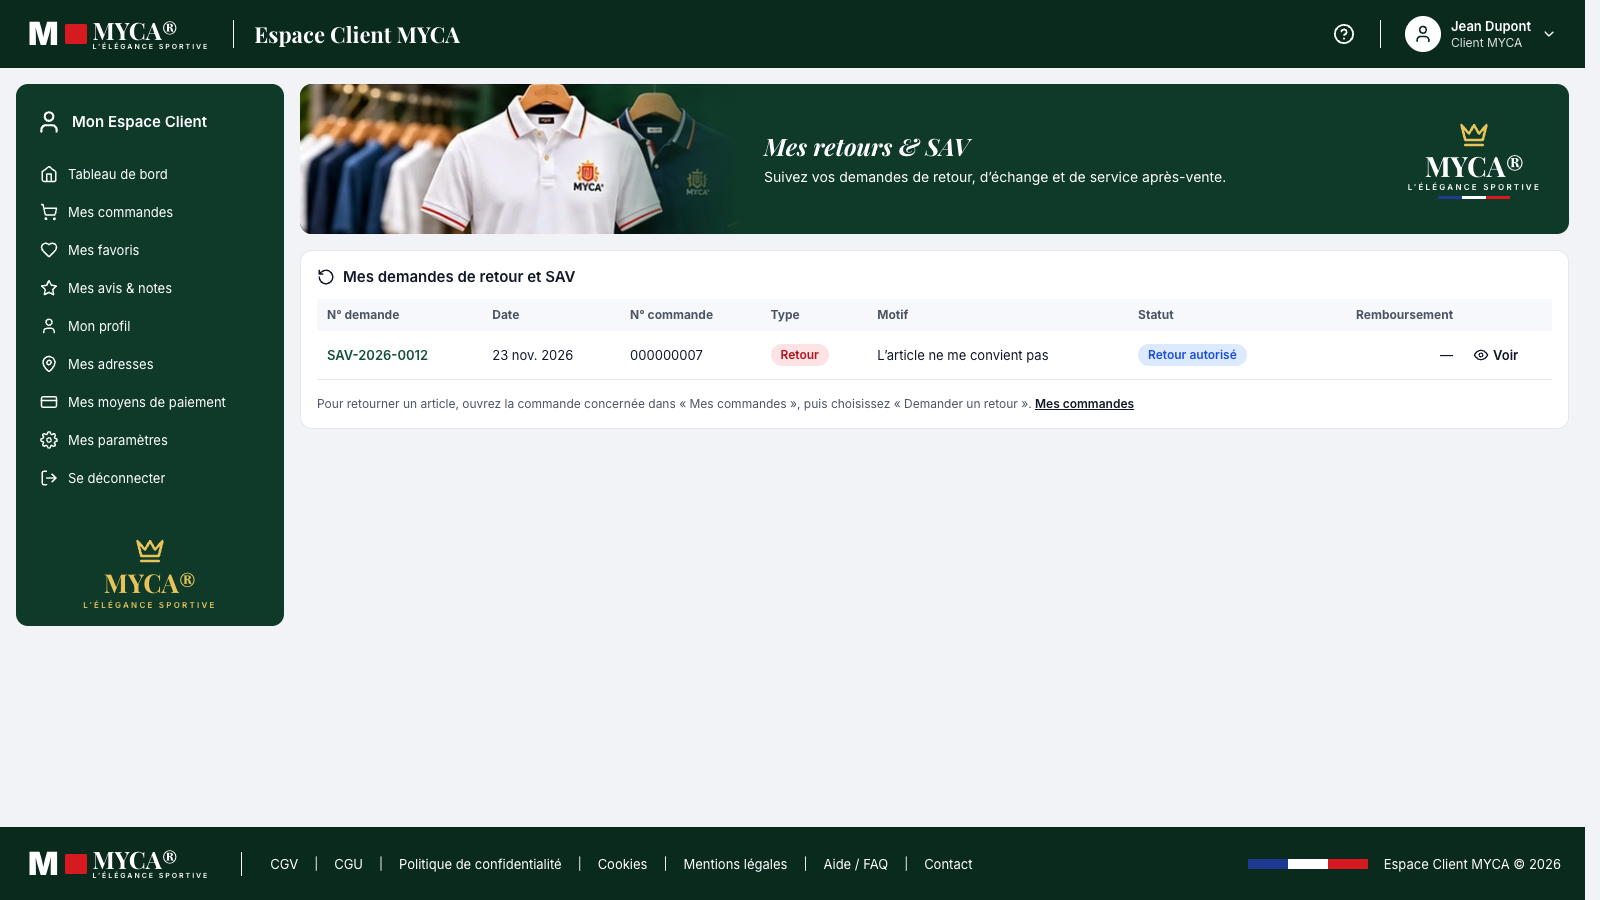 M MYCA®
L'ÉLÉGANCE SPORTIVE
Espace Client MYCA
Jean Dupont
Client MYCA
Mon Espace Client
Tableau de bord
Mes commandes
Mes favoris
Mes avis & notes
Mon profil
Mes adresses
Mes moyens de paiement
Mes paramètres
Se déconnecter
MYCA®
L'ÉLÉGANCE SPORTIVE
MYCA
MYCA
Mes retours & SAV
Suivez vos demandes de retour, d’échange et de service après-vente.
MYCA®
L'ÉLÉGANCE SPORTIVE
Mes demandes de retour et SAV
N° demande Date N° commande Type Motif Statut Remboursement
SAV-2026-0012 23 nov. 2026 000000007 Retour L’article ne me convient pas Retour autorisé — Voir
Pour retourner un article, ouvrez la commande concernée dans « Mes commandes », puis choisissez « Demander un retour ». Mes commandes
M MYCA®
L'ÉLÉGANCE SPORTIVE
CGV | CGU | Politique de confidentialité | Cookies | Mentions légales | Aide / FAQ | Contact
Espace Client MYCA © 2026